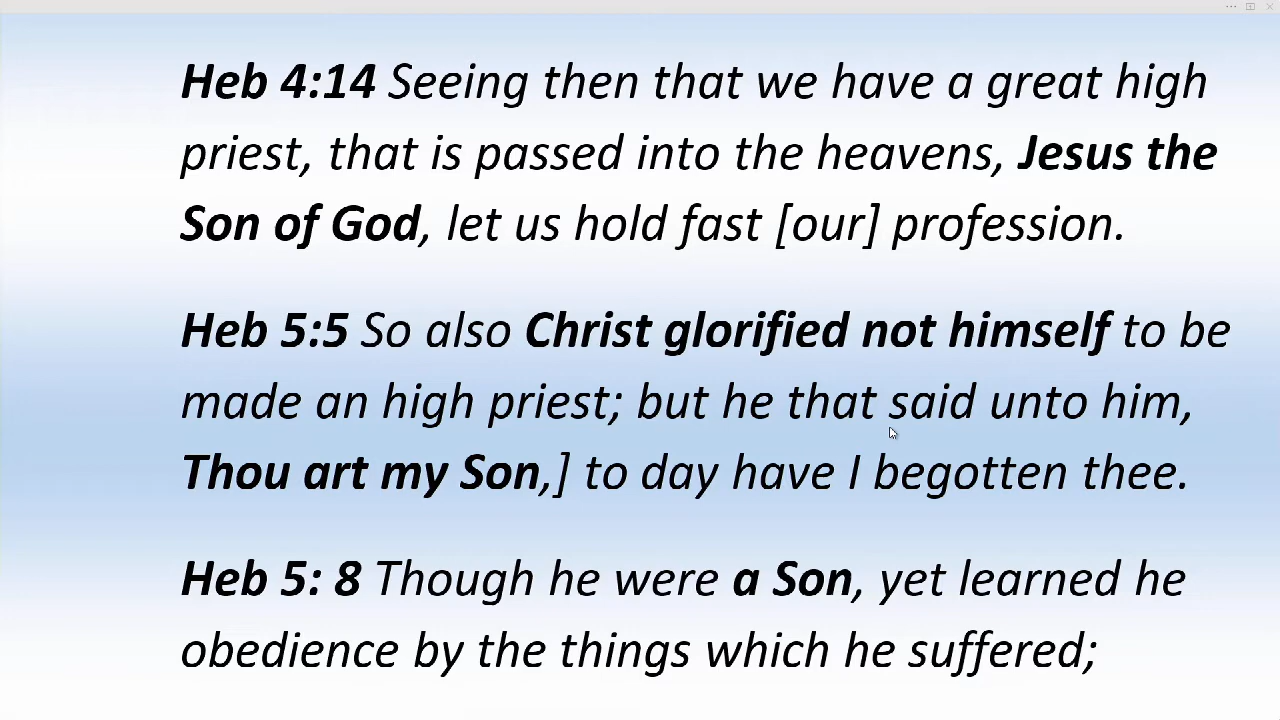 Heb 4:14 Seeing then that we have a great high
priest, that is passed into the heavens, Jesus the
Son of God, let us hold fast [our] profession.
Heb 5:5 So also Christ glorified not himself to be
made an high priest; but he that said unto him,
Thou art my Son,] to day have I begotten thee.
Heb 5: 8 Though he were a Son, yet learned he
obedience by the things which he suffered;